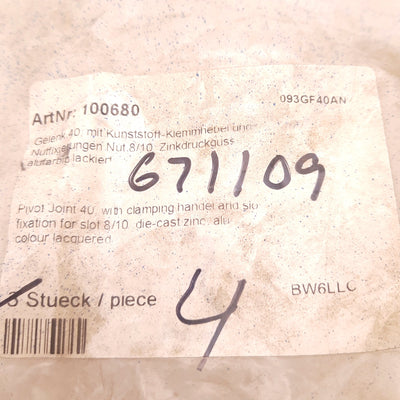 ArtNr: 100680
093GF40AN
Gelenk 40, mit Kunststoff-Klemmhebel und
Nutfixierungen Nut 8/10, Zinkdruckguss
alufarbig lackiert
671109
Pivot Joint 40, with clamping handel and slo
fixation for slot 8/10, die-cast zinc, alu
colour lacquered
Stueck / piece
4
BW6LLC